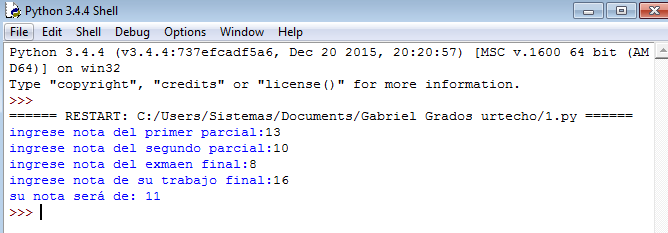 Python 3.4.4 Shell
File Edit Shell Debug Options Window Help
Python 3.4.4 (v3.4.4:737efcadf5a6, Dec 20 2015, 20:20:57) [MSC v.1600 64 bit (AM
D64)] on win32
Type "copyright", "credits" or "license()" for more information.
>>>
====== RESTART: C:/Users/Sistemas/Documents/Gabriel Grados urtecho/1.py ======
ingrese nota del primer parcial:13
ingrese nota del segundo parcial:10
ingrese nota del exmaen final:8
ingrese nota de su trabajo final:16
su nota será de: 11
>>>